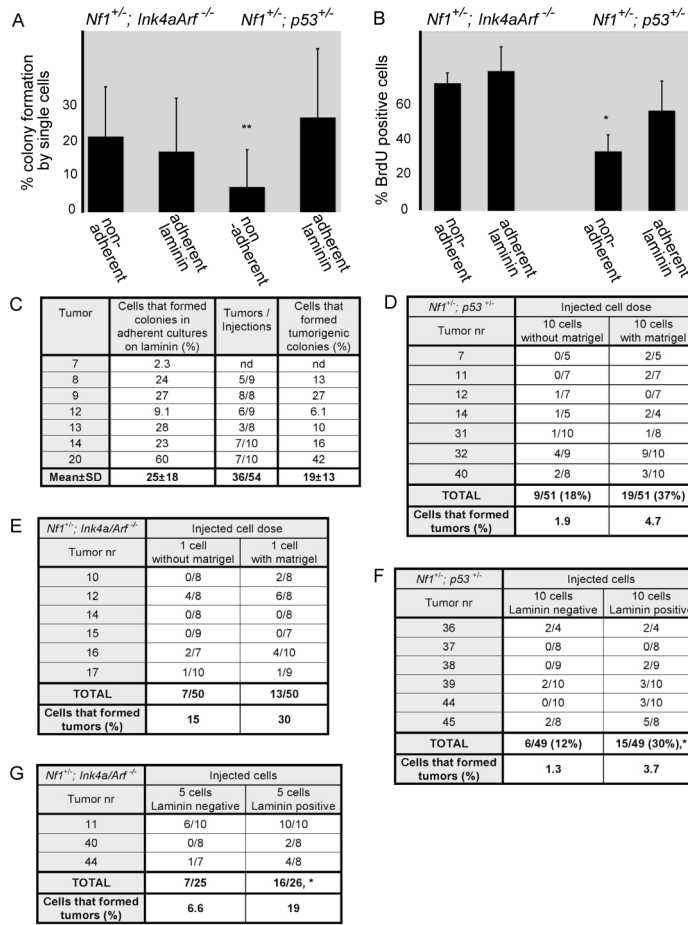 A
Nf1+/-; Ink4aArf -/-
Nf1+/-; p53+/-
% colony formation
by single cells
30
20
10
0
**
non-
adherent
adherent
laminin
non
-adherent
adherent
laminin
B
Nf1+/-; Ink4aArf -/-
Nf1+/-; p53+/-
% BrdU positive cells
60
40
20
0
*
non-
adherent
adherent
laminin
non-
adherent
adherent
laminin
C
Tumor | Cells that formed colonies in adherent cultures on laminin (%) | Tumors / Injections | Cells that formed tumorigenic colonies (%)
7 | 2.3 | nd | nd
8 | 24 | 5/9 | 13
9 | 27 | 8/8 | 27
12 | 9.1 | 6/9 | 6.1
13 | 28 | 3/8 | 10
14 | 23 | 7/10 | 16
20 | 60 | 7/10 | 42
Mean±SD | 25±18 | 36/54 | 19±13
D
Nf1+/-; p53 +/- | Injected cell dose
Tumor nr | 10 cells without matrigel | 10 cells with matrigel
7 | 0/5 | 2/5
11 | 0/7 | 2/7
12 | 1/7 | 0/7
14 | 1/5 | 2/4
31 | 1/10 | 1/8
32 | 4/9 | 9/10
40 | 2/8 | 3/10
TOTAL | 9/51 (18%) | 19/51 (37%)
Cells that formed tumors (%) | 1.9 | 4.7
E
Nf1+/-; Ink4a/Arf -/- | Injected cell dose
Tumor nr | 1 cell without matrigel | 1 cell with matrigel
10 | 0/8 | 2/8
12 | 4/8 | 6/8
14 | 0/8 | 0/8
15 | 0/9 | 0/7
16 | 2/7 | 4/10
17 | 1/10 | 1/9
TOTAL | 7/50 | 13/50
Cells that formed tumors (%) | 15 | 30
F
Nf1+/-; p53 +/- | Injected cells
Tumor nr | 10 cells Laminin negative | 10 cells Laminin positive
36 | 2/4 | 2/4
37 | 0/8 | 0/8
38 | 0/9 | 2/9
39 | 2/10 | 3/10
44 | 0/10 | 3/10
45 | 2/8 | 5/8
TOTAL | 6/49 (12%) | 15/49 (30%),*
Cells that formed tumors (%) | 1.3 | 3.7
G
Nf1+/-; Ink4a/Arf -/- | Injected cells
Tumor nr | 5 cells Laminin negative | 5 cells Laminin positive
11 | 6/10 | 10/10
40 | 0/8 | 2/8
44 | 1/7 | 4/8
TOTAL | 7/25 | 16/26, *
Cells that formed tumors (%) | 6.6 | 19